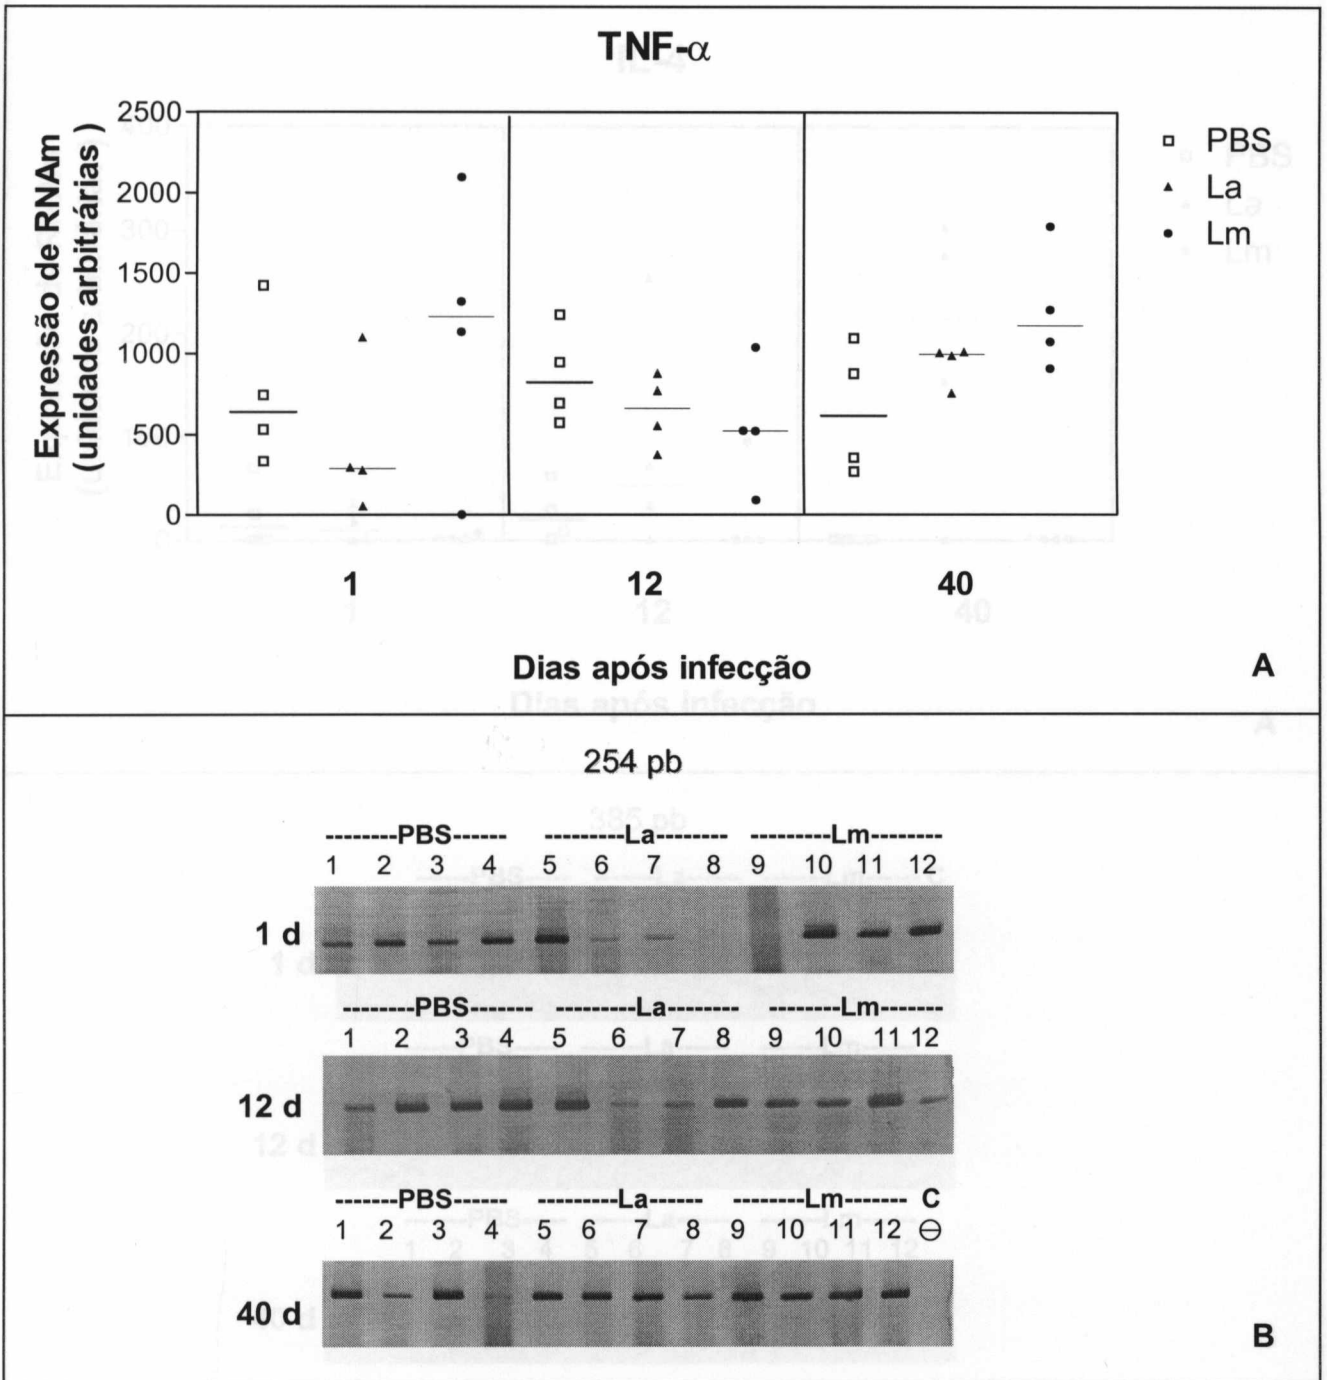 TNF-α
Expressão de RNAm
(unidades arbitrárias )
2500
2000
1500
1000
500
0
PBS
La
Lm
1 12 40
Dias após infecção
A
254 pb
--------PBS------ ---------La-------- ---------Lm--------
1 2 3 4 5 6 7 8 9 10 11 12
1 d
--------PBS------- ---------La-------- --------Lm-------
1 2 3 4 5 6 7 8 9 10 11 12
12 d
-------PBS------ ---------La------ --------Lm------- C
1 2 3 4 5 6 7 8 9 10 11 12 ⊖
40 d
B